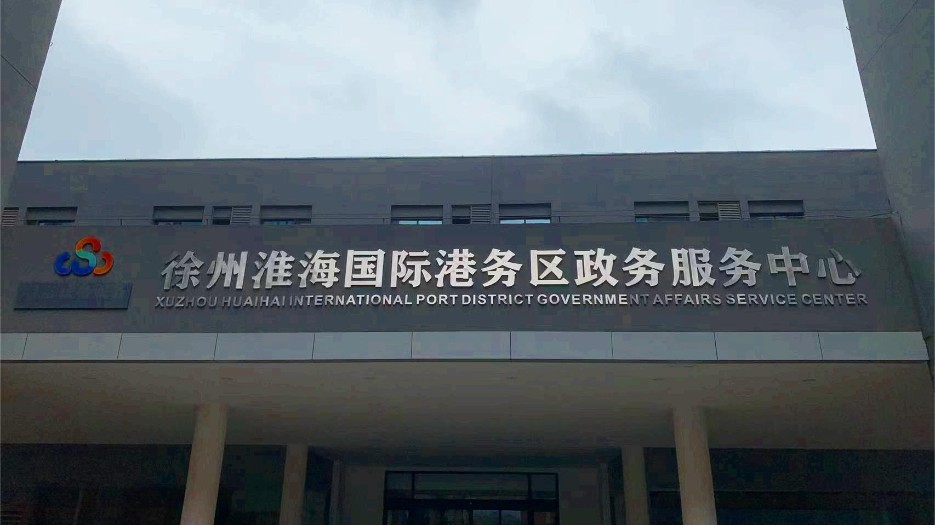 徐州淮海国际港务区政务服务中心
XUZHOU HUAIHAI INTERNATIONAL PORT DISTRICT GOVERNMENT AFFAIRS SERVICE CENTER